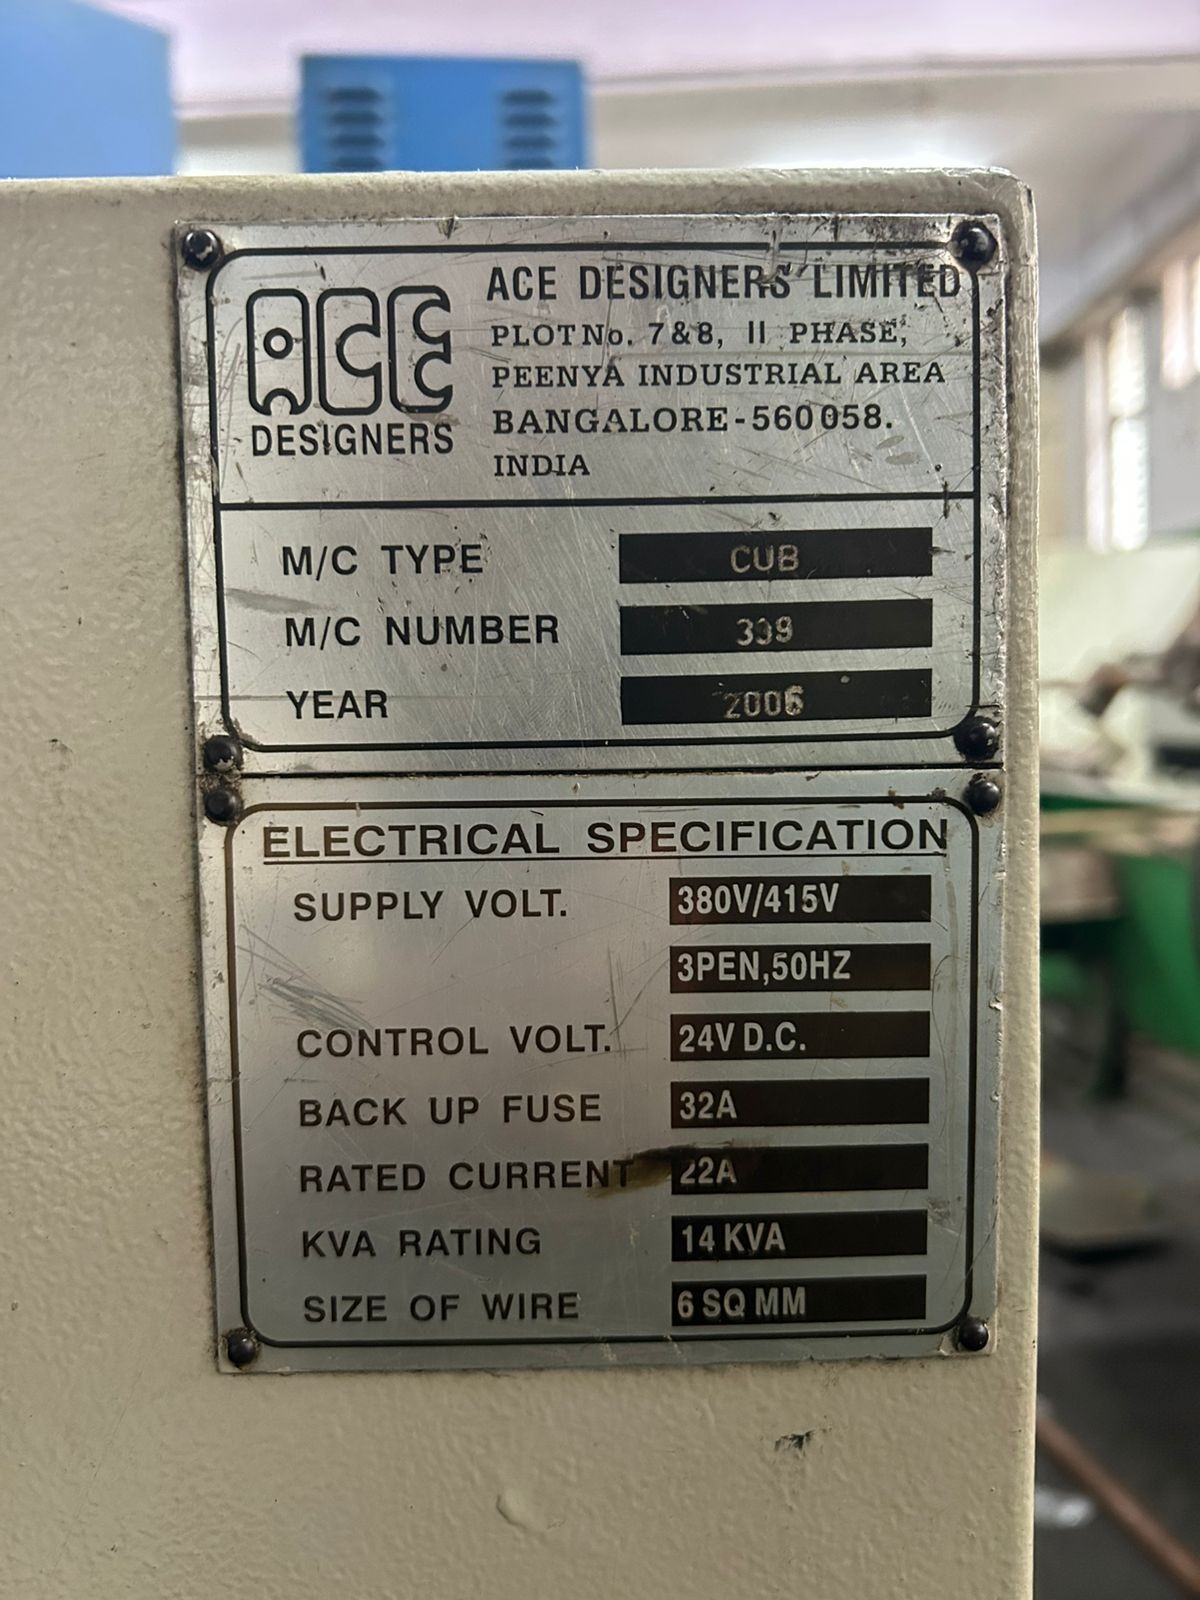 ACE
DESIGNERS
ACE DESIGNERS LIMITED
PLOT No. 7&8, II PHASE,
PEENYA INDUSTRIAL AREA
BANGALORE-560 058.
INDIA
M/C TYPE CUB
M/C NUMBER
YEAR 2006
ELECTRICAL SPECIFICATION
SUPPLY VOLT. 380V/415V
3PEN,50HZ
CONTROL VOLT. 24V D.C.
BACK UP FUSE 32A
RATED CURRENT 22A
KVA RATING 14 KVA
SIZE OF WIRE 6 SQ MM